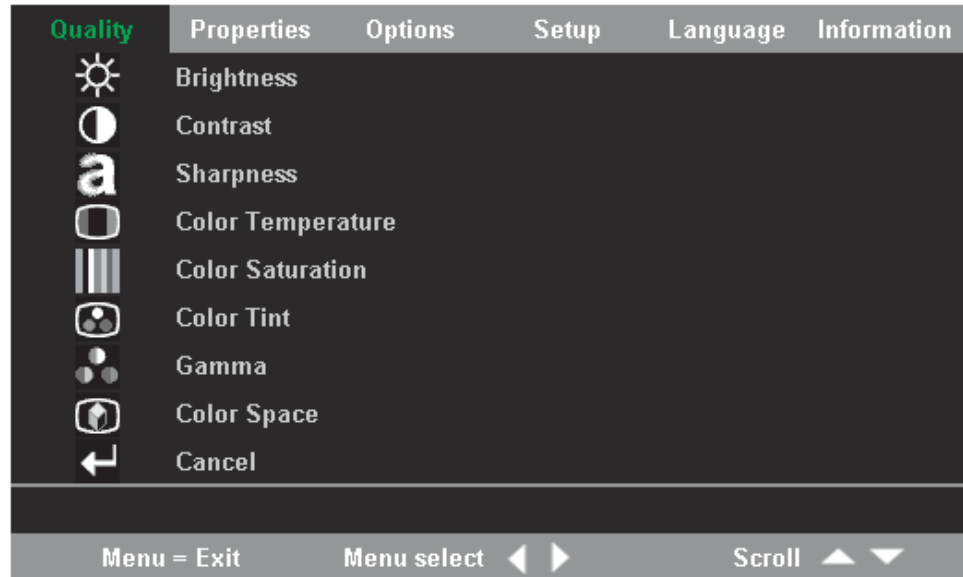 Quality Properties Options Setup Language Information
Brightness
Contrast
Sharpness
Color Temperature
Color Saturation
Color Tint
Gamma
Color Space
Cancel
Menu = Exit Menu select Scroll